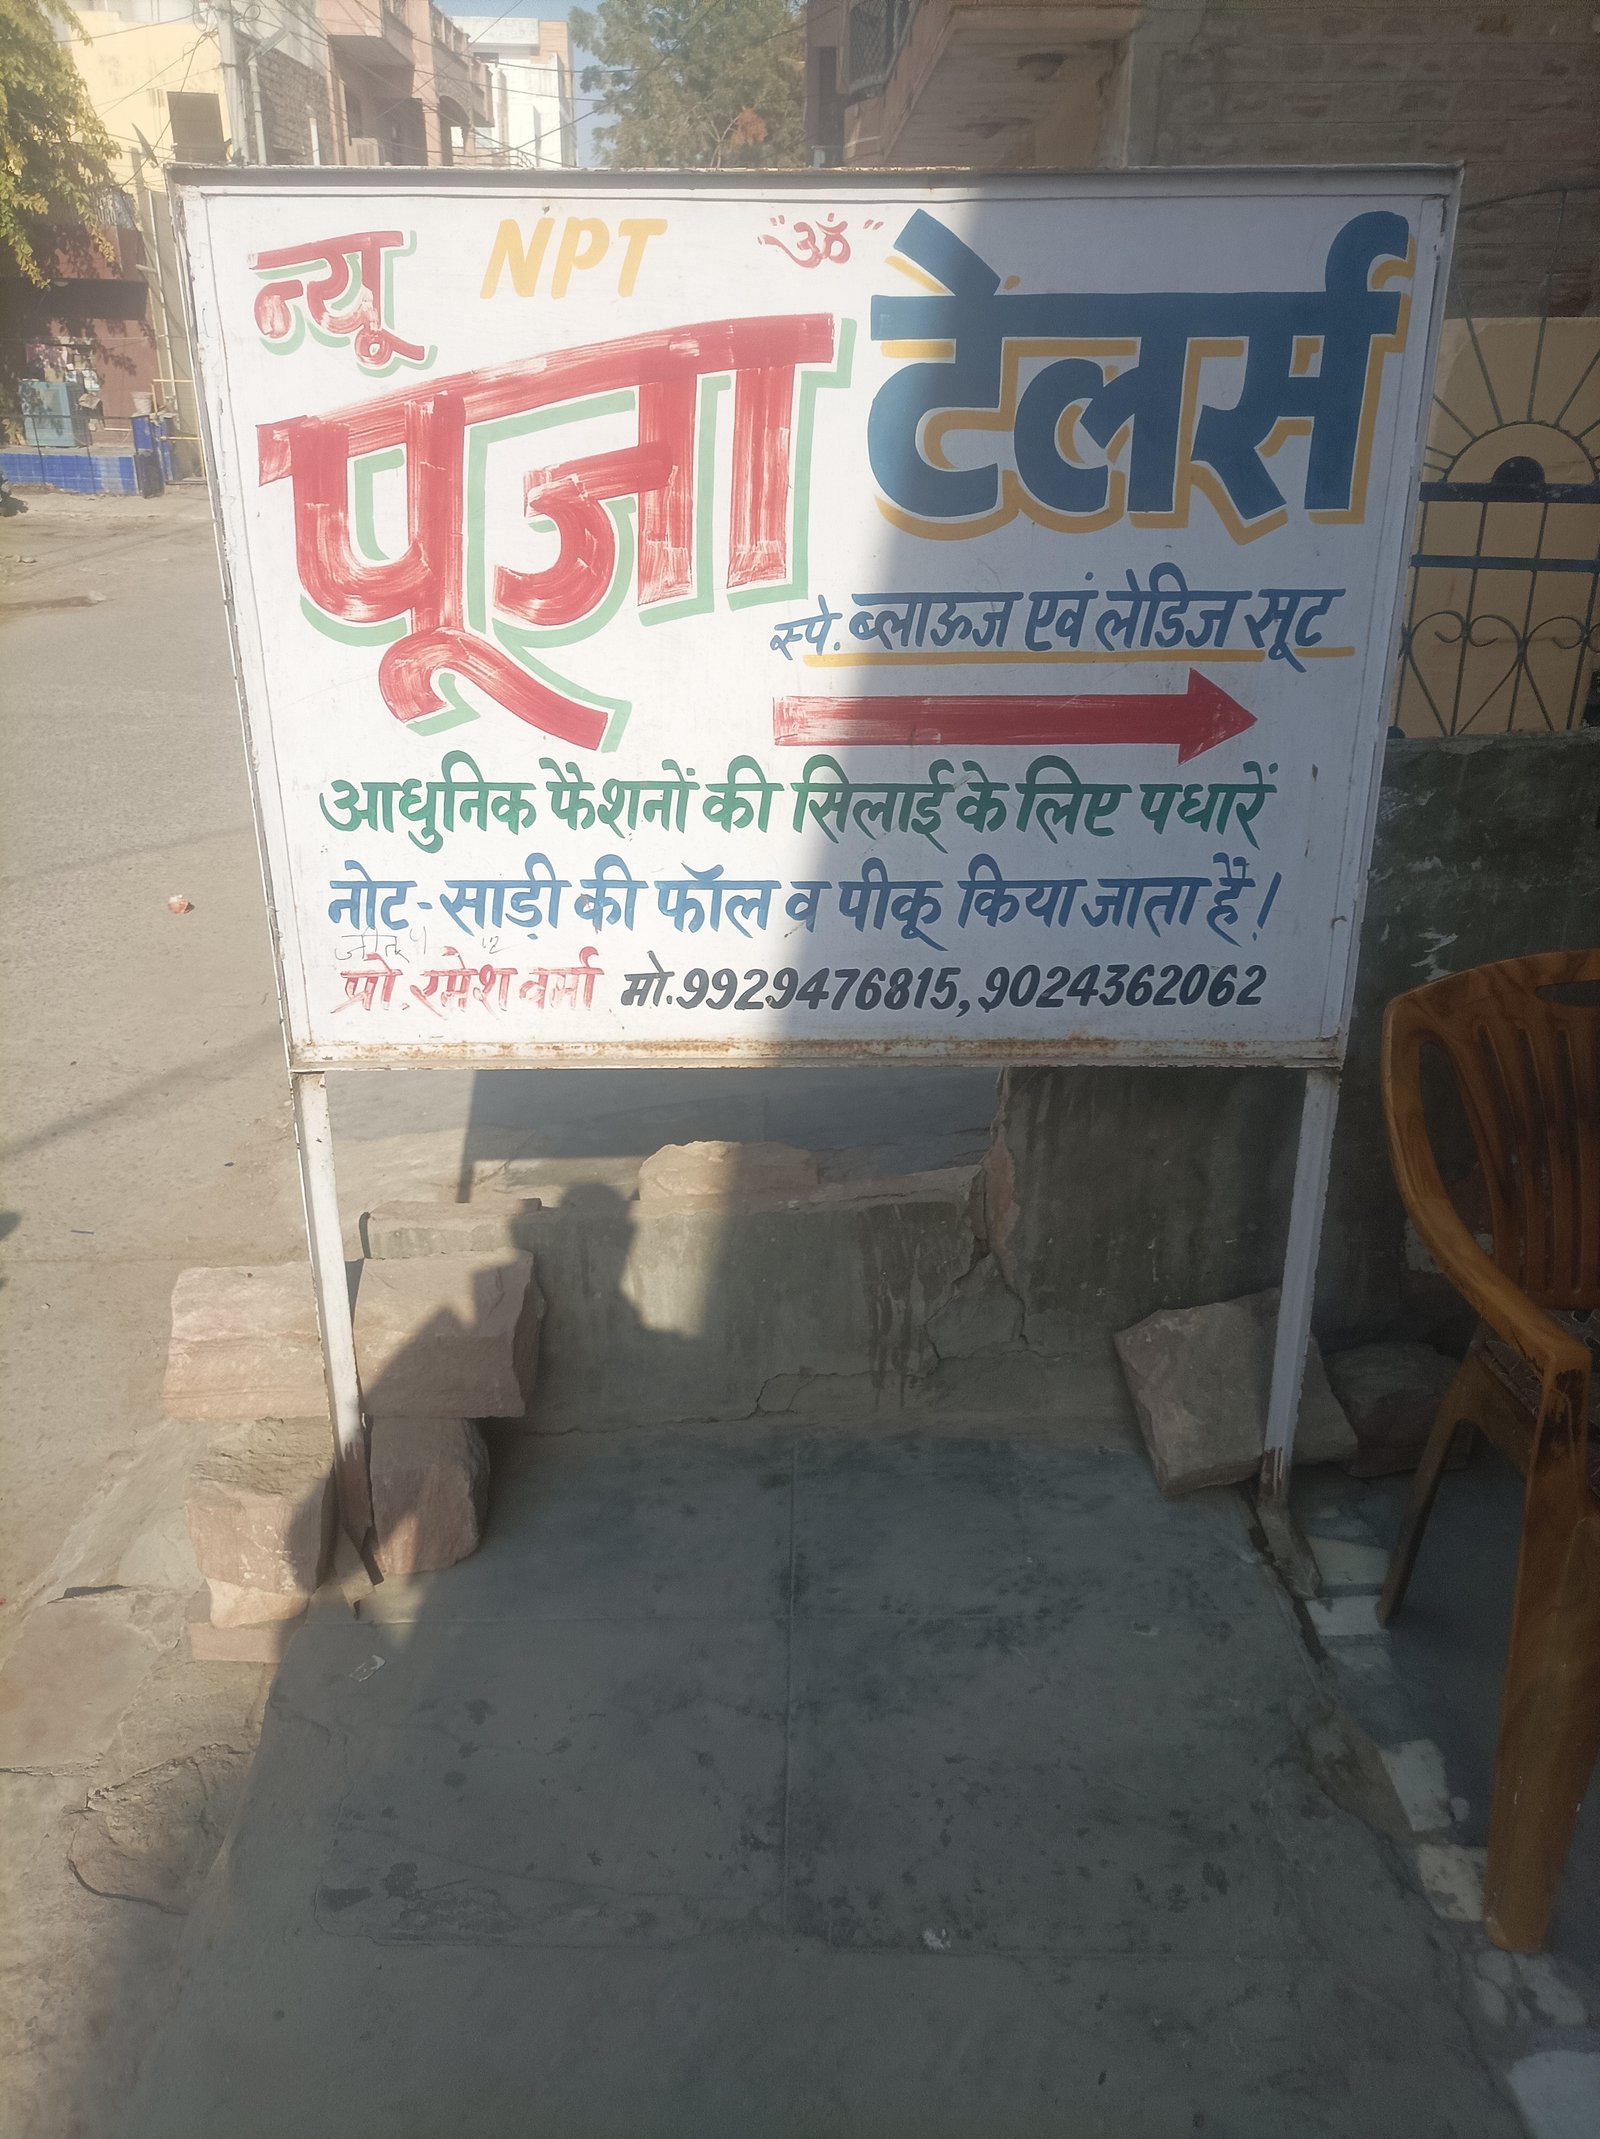 न्यू NPT "ॐ"
पूजा टेलर्स
स्पे. ब्लाऊज एवं लेडिज सूट
आधुनिक फैशनों की सिलाई के लिए पधारें
नोट-साड़ी की फॉल व पीकू किया जाता है!
प्रो. रमेश वर्मा मो.9929476815, 9024362062